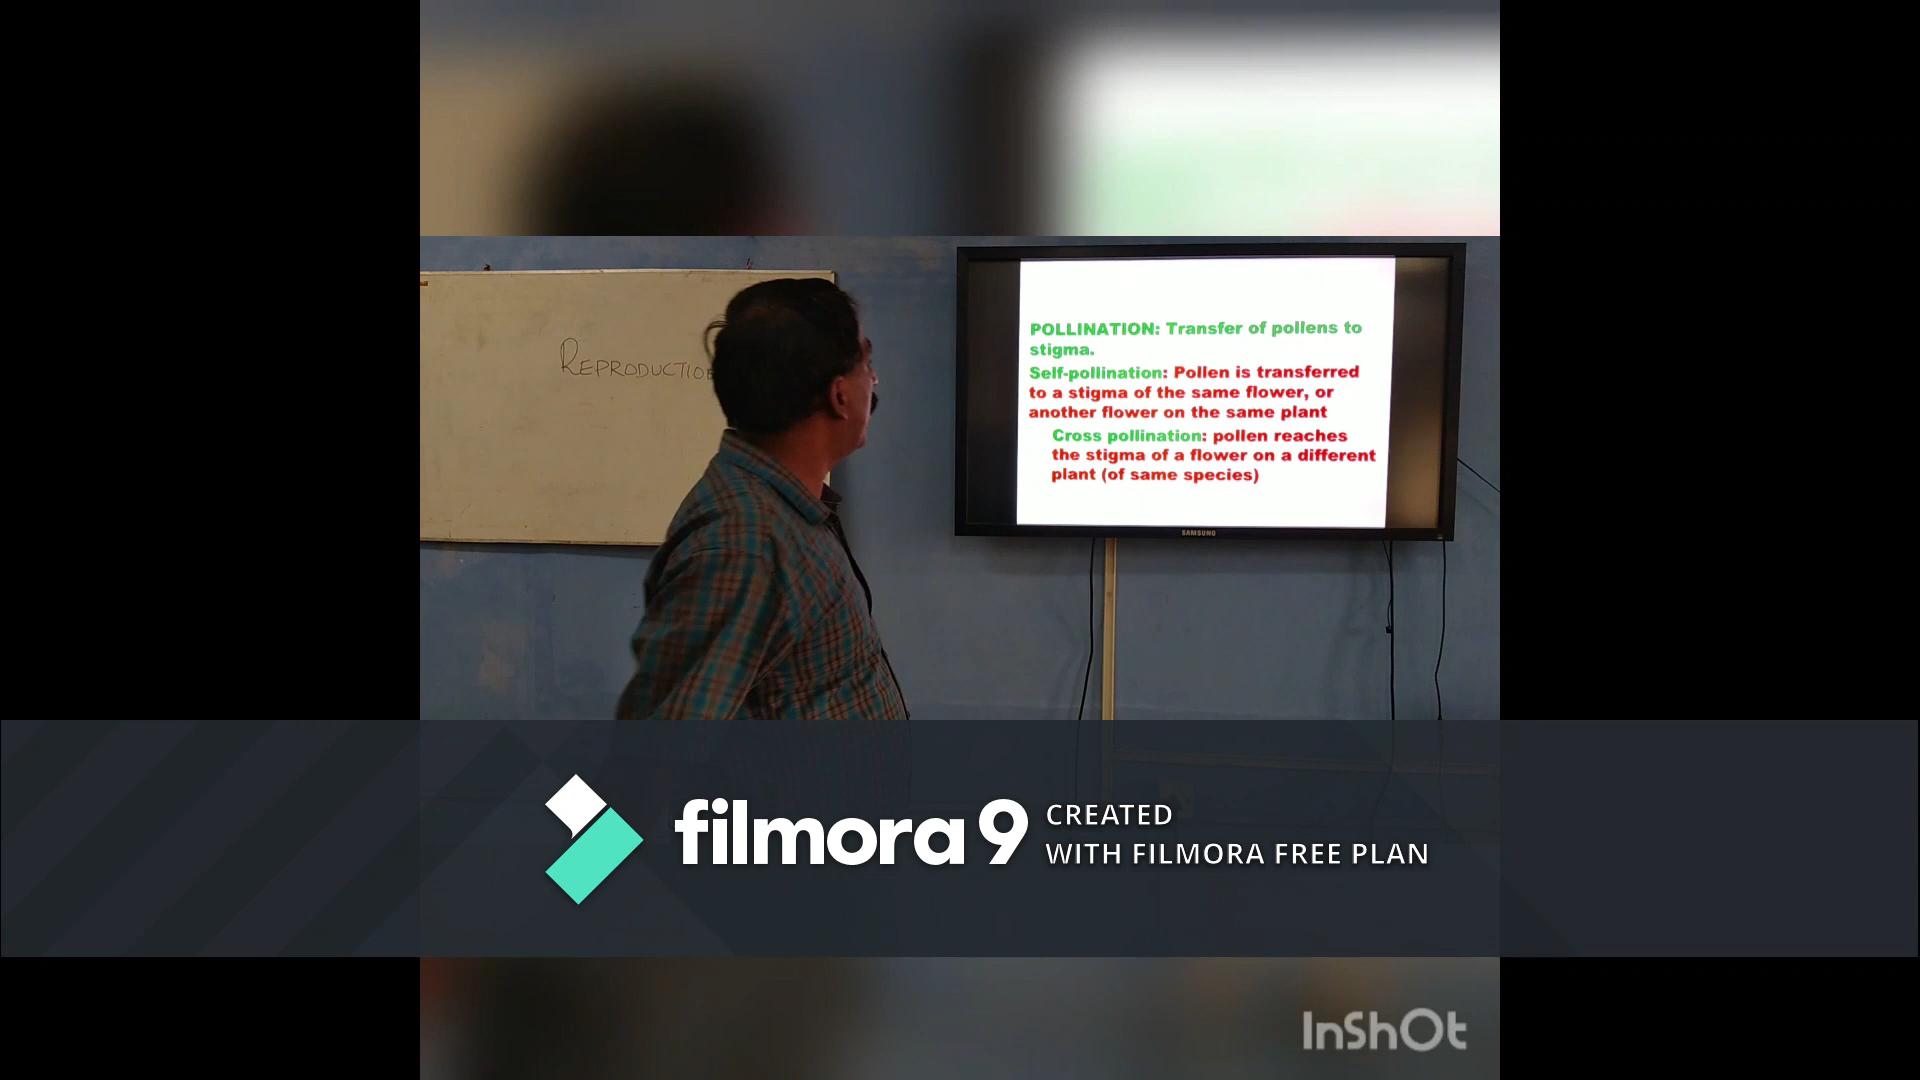 REPRODUCTIO
POLLINATION: Transfer of pollens to
stigma.
Self-pollination: Pollen is transferred
to a stigma of the same flower, or
another flower on the same plant
Cross pollination: pollen reaches
the stigma of a flower on a different
plant (of same species)
SAMSUNG
filmora 9
CREATED
WITH FILMORA FREE PLAN
InShOt